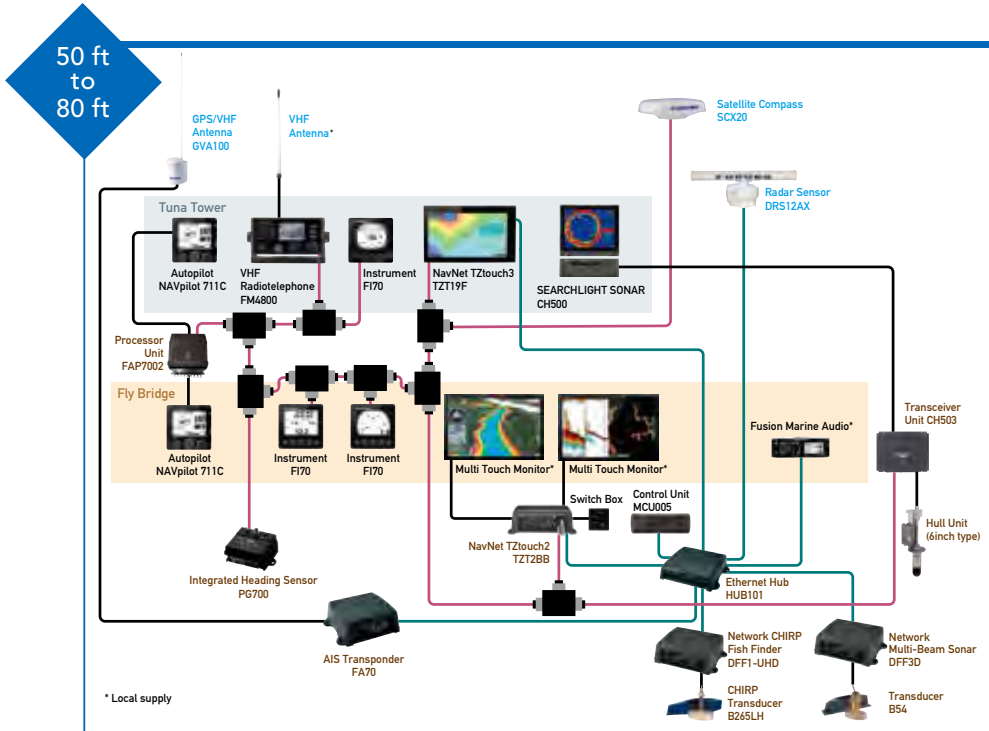 50 ft
to
80 ft
GPS/VHF
Antenna
GVA100
VHF
Antenna*
Satellite Compass
SCX20
FURUNO
Radar Sensor
DRS12AX
Tuna Tower
Autopilot
NAVpilot 711C
VHF
Radiotelephone
FM4800
Instrument
FI70
NavNet TZtouch3
TZT19F
SEARCHLIGHT SONAR
CH500
Processor
Unit
FAP7002
Fly Bridge
Autopilot
NAVpilot 711C
Instrument
FI70
Instrument
FI70
Multi Touch Monitor*
Multi Touch Monitor*
Fusion Marine Audio*
Transceiver
Unit CH503
Switch Box
Control Unit
MCU005
NavNet TZtouch2
TZT2BB
Hull Unit
(6inch type)
Integrated Heading Sensor
PG700
Ethernet Hub
HUB101
AIS Transponder
FA70
Network CHIRP
Fish Finder
DFF1-UHD
Network
Multi-Beam Sonar
DFF3D
CHIRP
Transducer
B265LH
Transducer
B54
* Local supply